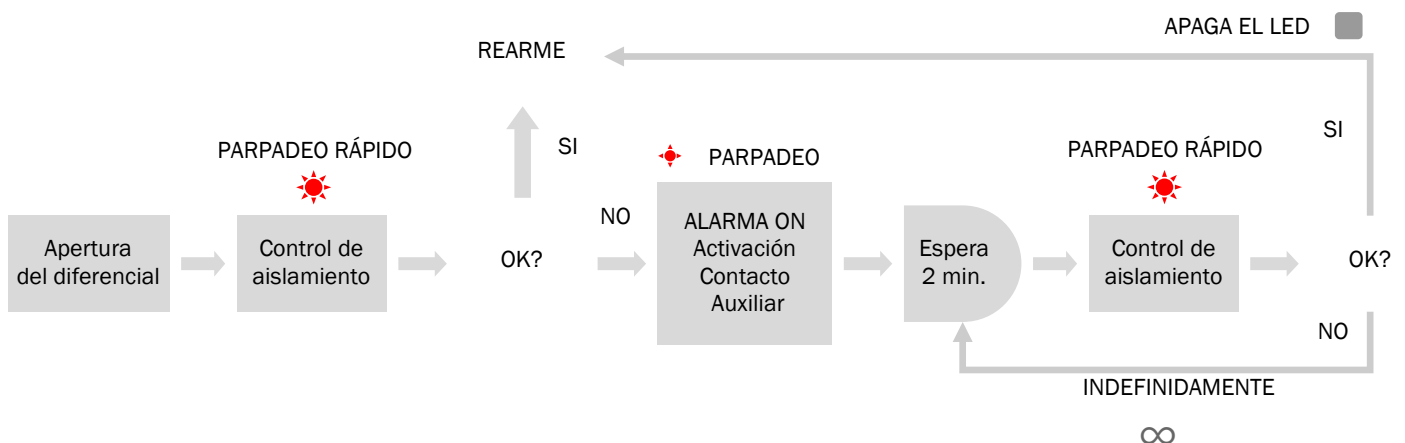 APAGA EL LED
REARME
SI
SI
PARPADEO RÁPIDO
PARPADEO
PARPADEO RÁPIDO
Apertura
del diferencial
Control de
aislamiento
OK?
NO
ALARMA ON
Activación
Contacto
Auxiliar
Espera
2 min.
Control de
aislamiento
OK?
NO
INDEFINIDAMENTE
∞